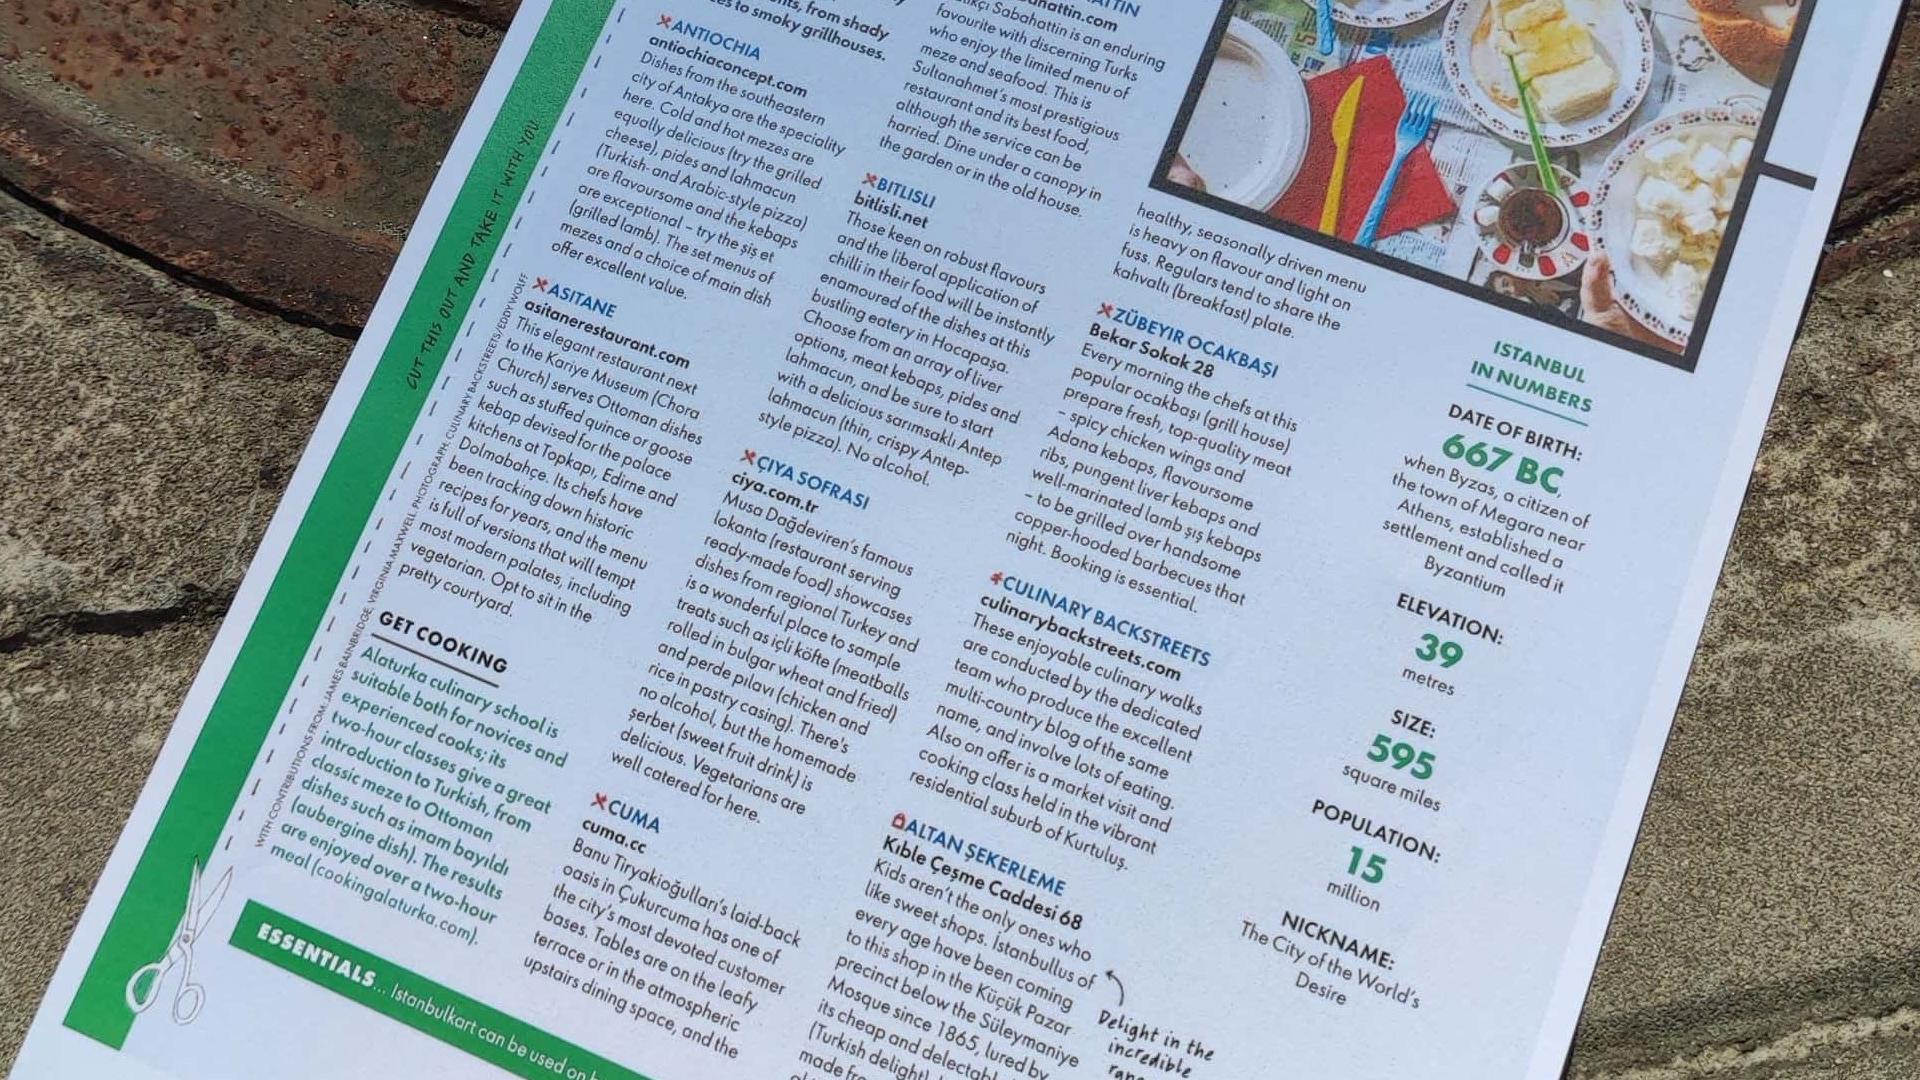 CUT THIS OUT AND TAKE IT WITH YOU
WITH CONTRIBUTIONS FROM: JAMES BAINBRIDGE, VIRGINIA MAXWELL. PHOTOGRAPH: CULINARY BACKSTREETS/EDDY WOLFF
from shady
to smoky grillhouses.
ANTIOCHIA
antiochiaconcept.com
Dishes from the southeastern
city of Antakya are the speciality
here. Cold and hot mezes are
equally delicious (try the grilled
cheese), pides and lahmacun
(Turkish- and Arabic-style pizza)
are flavoursome and the kebaps
are exceptional – try the şiş et
(grilled lamb). The set menus of
mezes and a choice of main dish
offer excellent value.
ASITANE
asitanerestaurant.com
This elegant restaurant next
to the Kariye Museum (Chora
Church) serves Ottoman dishes
such as stuffed quince or goose
kebap devised for the palace
kitchens at Topkapı, Edirne and
Dolmabahçe. Its chefs have
been tracking down historic
recipes for years, and the menu
is full of versions that will tempt
most modern palates, including
vegetarian. Opt to sit in the
pretty courtyard.
GET COOKING
Alaturka culinary school is
suitable both for novices and
experienced cooks; its
two-hour classes give a great
introduction to Turkish, from
classic meze to Ottoman
dishes such as imam bayıldı
(aubergine dish). The results
are enjoyed over a two-hour
meal (cookingalaturka.com).
Sabahattin is an enduring
favourite with discerning Turks
who enjoy the limited menu of
meze and seafood. This is
Sultanahmet's most prestigious
restaurant and its best food,
although the service can be
harried. Dine under a canopy in
the garden or in the old house.
BITLISLI
bitlisli.net
Those keen on robust flavours
and the liberal application of
chilli in their food will be instantly
enamoured of the dishes at this
bustling eatery in Hocapaşa.
Choose from an array of liver
options, meat kebaps, pides and
lahmacun, and be sure to start
with a delicious sarımsaklı Antep
lahmacun (thin, crispy Antep-
style pizza). No alcohol.
ÇIYA SOFRASI
ciya.com.tr
Musa Dağdeviren's famous
lokanta (restaurant serving
ready-made food) showcases
dishes from regional Turkey and
is a wonderful place to sample
treats such as içli köfte (meatballs
rolled in bulgar wheat and fried)
and perde pılavı (chicken and
rice in pastry casing). There's
no alcohol, but the homemade
şerbet (sweet fruit drink) is
delicious. Vegetarians are
well catered for here.
CUMA
cuma.cc
Banu Tiryakioğulları's laid-back
oasis in Çukurcuma has one of
the city's most devoted customer
bases. Tables are on the leafy
terrace or in the atmospheric
upstairs dining space, and the
healthy, seasonally driven menu
is heavy on flavour and light on
fuss. Regulars tend to share the
kahvaltı (breakfast) plate.
ZÜBEYIR OCAKBAŞI
Bekar Sokak 28
Every morning the chefs at this
popular ocakbaşı (grill house)
prepare fresh, top-quality meat
– spicy chicken wings and
Adana kebaps, flavoursome
ribs, pungent liver kebaps and
well-marinated lamb şış kebaps
– to be grilled over handsome
copper-hooded barbecues that
night. Booking is essential.
CULINARY BACKSTREETS
culinarybackstreets.com
These enjoyable culinary walks
are conducted by the dedicated
team who produce the excellent
multi-country blog of the same
name, and involve lots of eating.
Also on offer is a market visit and
cooking class held in the vibrant
residential suburb of Kurtuluş.
ALTAN ŞEKERLEME
Kıble Çeşme Caddesi 68
Kids aren't the only ones who
like sweet shops. İstanbullus of
every age have been coming
to this shop in the Küçük Pazar
precinct below the Süleymaniye
Mosque since 1865, lured by
its cheap and delectable
(Turkish delight),
made
Delight in the
incredible
ISTANBUL
IN NUMBERS
DATE OF BIRTH:
667 BC,
when Byzas, a citizen of
the town of Megara near
Athens, established a
settlement and called it
Byzantium
ELEVATION:
39
metres
SIZE:
595
square miles
POPULATION:
15
million
NICKNAME:
The City of the World's
Desire
ESSENTIALS... Istanbulkart can be used on